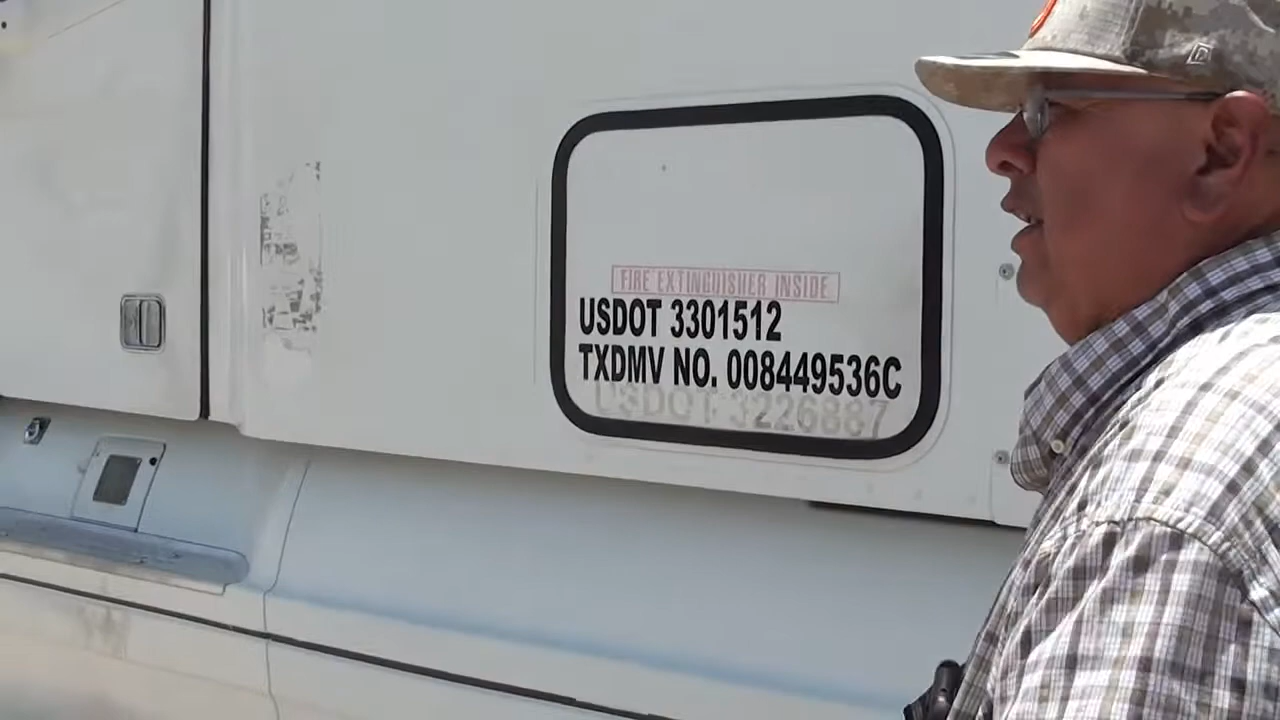 FIRE EXTINGUISHER INSIDE
USDOT 3301512
TXDMV NO. 008449536C
USDOT 3226887